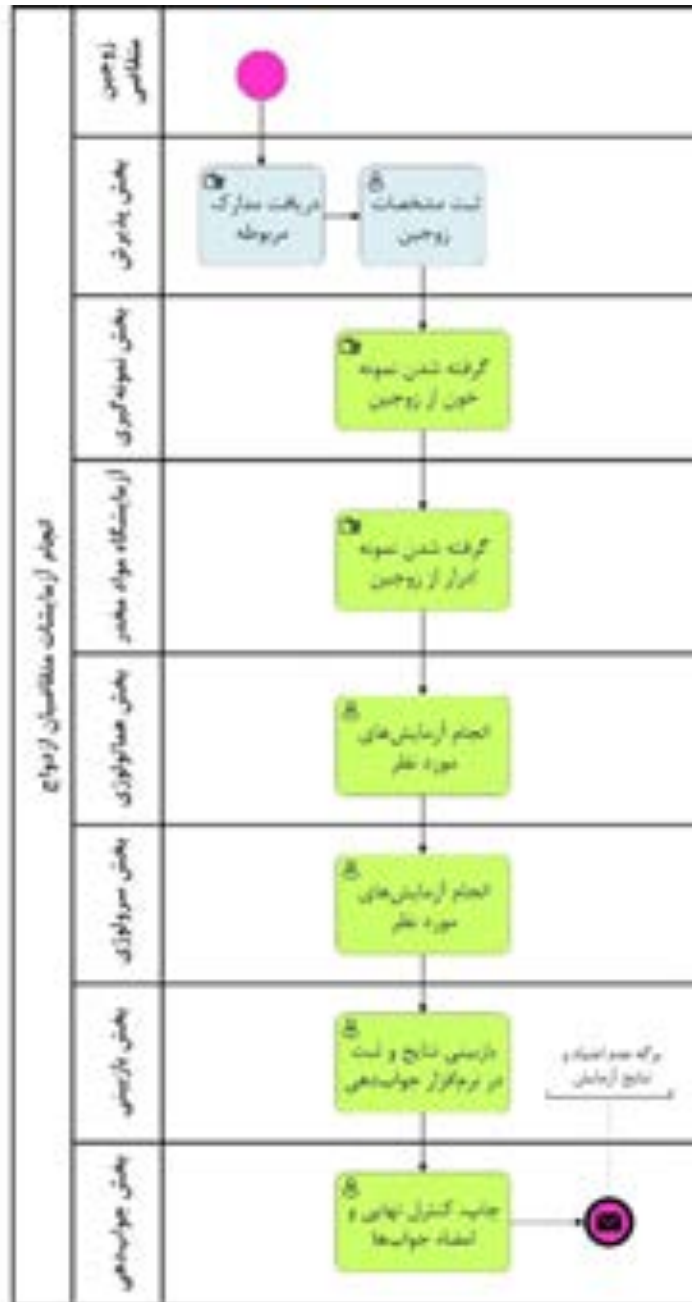 انجام آزمایشات متقاضیان ازدواج
زوجین
متقاضی
بخش پذیرش
دریافت مدارک
مربوطه
ثبت مشخصات
زوجین
بخش نمونه‌گیری
گرفته شدن نمونه
خون از زوجین
آزمایشگاه مواد مخدر
گرفته شدن نمونه
ادرار از زوجین
بخش هماتولوژی
انجام آزمایش‌های
مورد نظر
بخش سرولوژی
انجام آزمایش‌های
مورد نظر
بخش بازبینی
بازبینی نتایج و ثبت
در نرم‌افزار جواب‌دهی
برگه عدم اعتیاد و
نتایج آزمایش
بخش جواب‌دهی
چاپ، کنترل نهایی و
امضاء جواب‌ها